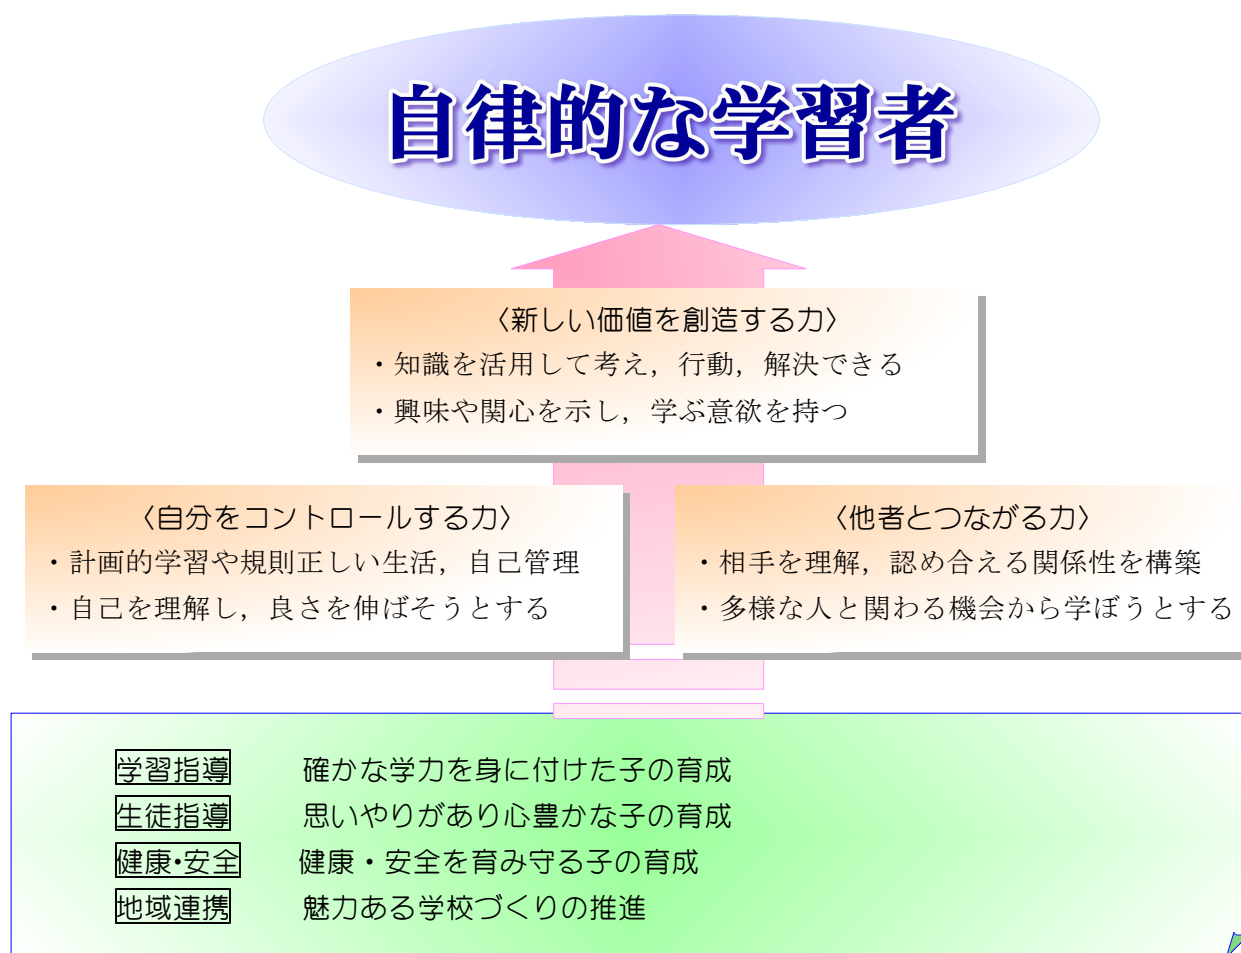 自律的な学習者
〈新しい価値を創造する力〉
・知識を活用して考え，行動，解決できる
・興味や関心を示し，学ぶ意欲を持つ
〈自分をコントロールする力〉
・計画的学習や規則正しい生活，自己管理
・自己を理解し，良さを伸ばそうとする
〈他者とつながる力〉
・相手を理解，認め合える関係性を構築
・多様な人と関わる機会から学ぼうとする
学習指導　確かな学力を身に付けた子の育成
生徒指導　思いやりがあり心豊かな子の育成
健康・安全　健康・安全を育み守る子の育成
地域連携　魅力ある学校づくりの推進